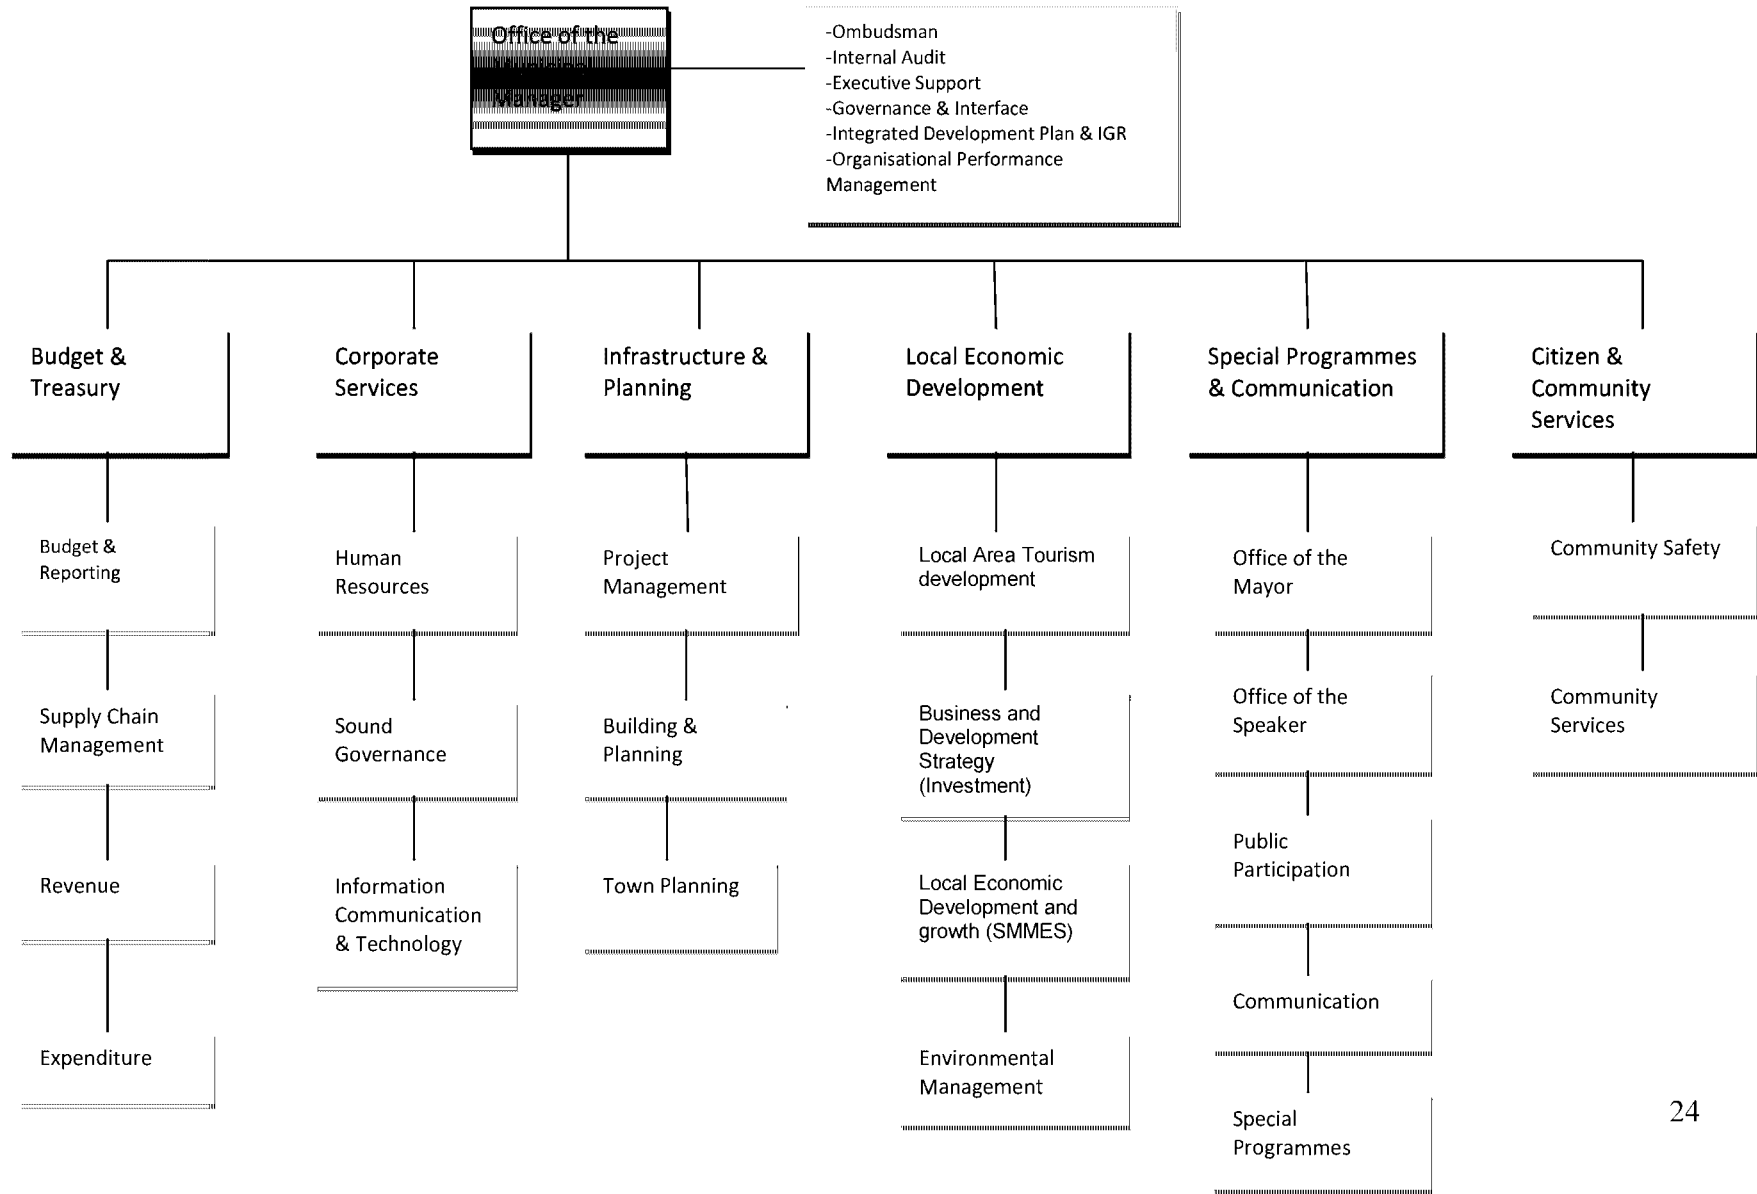 Office of the
Municipal
Manager
-Ombudsman
-Internal Audit
-Executive Support
-Governance & Interface
-Integrated Development Plan & IGR
-Organisational Performance
Management
Budget &
Treasury
Corporate
Services
Infrastructure &
Planning
Local Economic
Development
Special Programmes
& Communication
Citizen &
Community
Services
Budget &
Reporting
Supply Chain
Management
Revenue
Expenditure
Human
Resources
Sound
Governance
Information
Communication
& Technology
Project
Management
Building &
Planning
Town Planning
Local Area Tourism
development
Business and
Development
Strategy
(Investment)
Local Economic
Development and
growth (SMMES)
Environmental
Management
Office of the
Mayor
Office of the
Speaker
Public
Participation
Communication
Special
Programmes
Community Safety
Community
Services
24